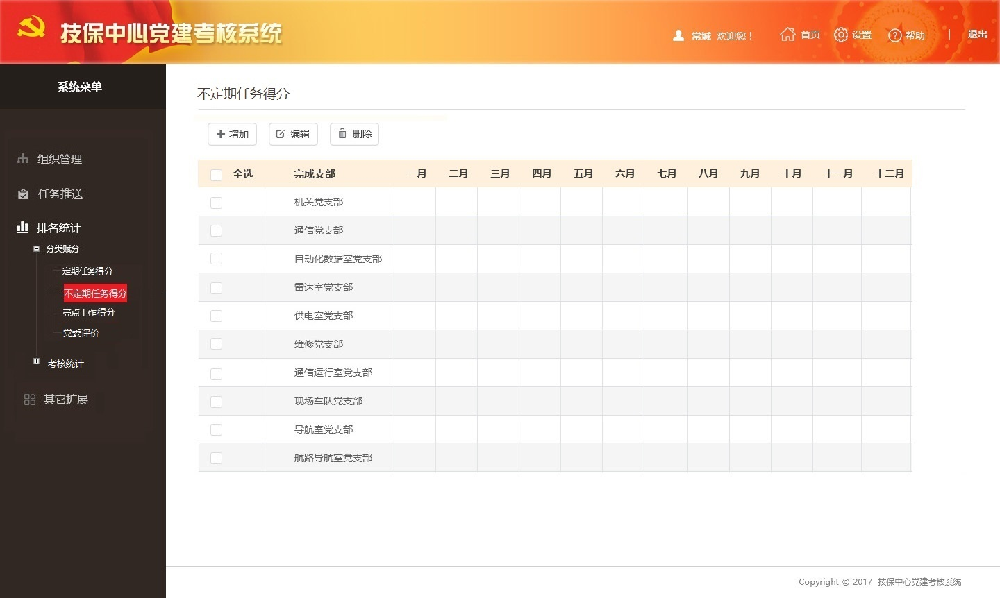 技保中心党建考核系统
常城 欢迎您！ 首页 设置 帮助 退出
系统菜单
组织管理
任务推送
排名统计
分类赋分
定期任务得分
不定期任务得分
亮点工作得分
党委评价
考核统计
其它扩展
不定期任务得分
增加 编辑 删除
全选 完成支部 一月 二月 三月 四月 五月 六月 七月 八月 九月 十月 十一月 十二月
机关党支部
通信党支部
自动化数据室党支部
雷达室党支部
供电室党支部
维修党支部
通信运行室党支部
现场车队党支部
导航室党支部
航路导航室党支部
Copyright © 2017 技保中心党建考核系统